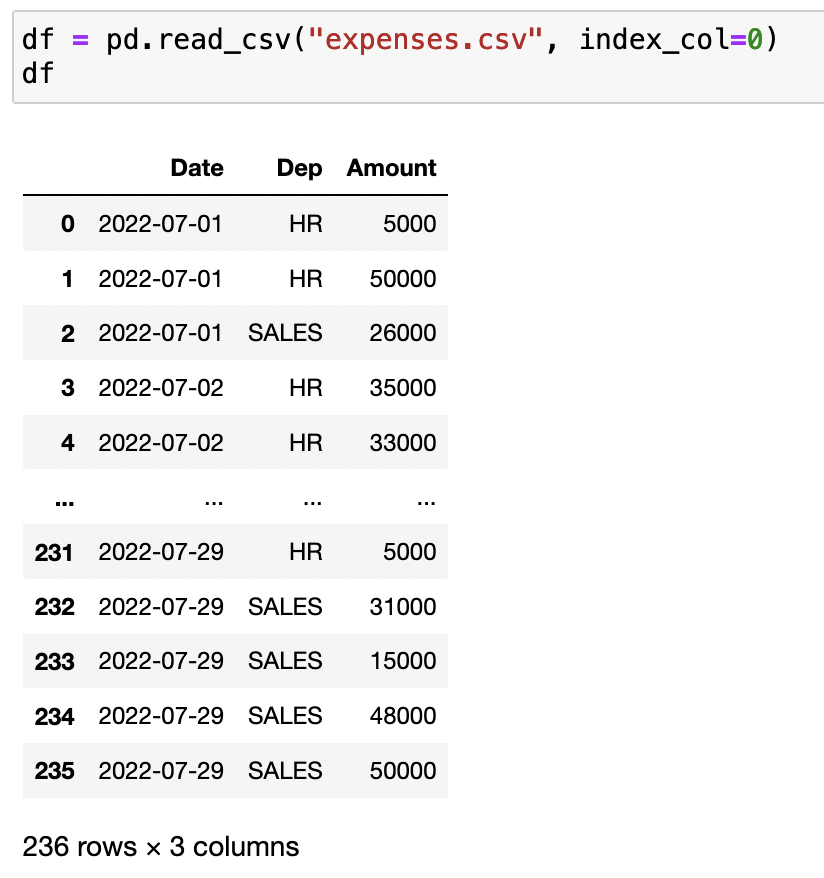 df = pd.read_csv("expenses.csv", index_col=0)
df
Date Dep Amount
0 2022-07-01 HR 5000
1 2022-07-01 HR 50000
2 2022-07-01 SALES 26000
3 2022-07-02 HR 35000
4 2022-07-02 HR 33000
... ... ... ...
231 2022-07-29 HR 5000
232 2022-07-29 SALES 31000
233 2022-07-29 SALES 15000
234 2022-07-29 SALES 48000
235 2022-07-29 SALES 50000
236 rows × 3 columns